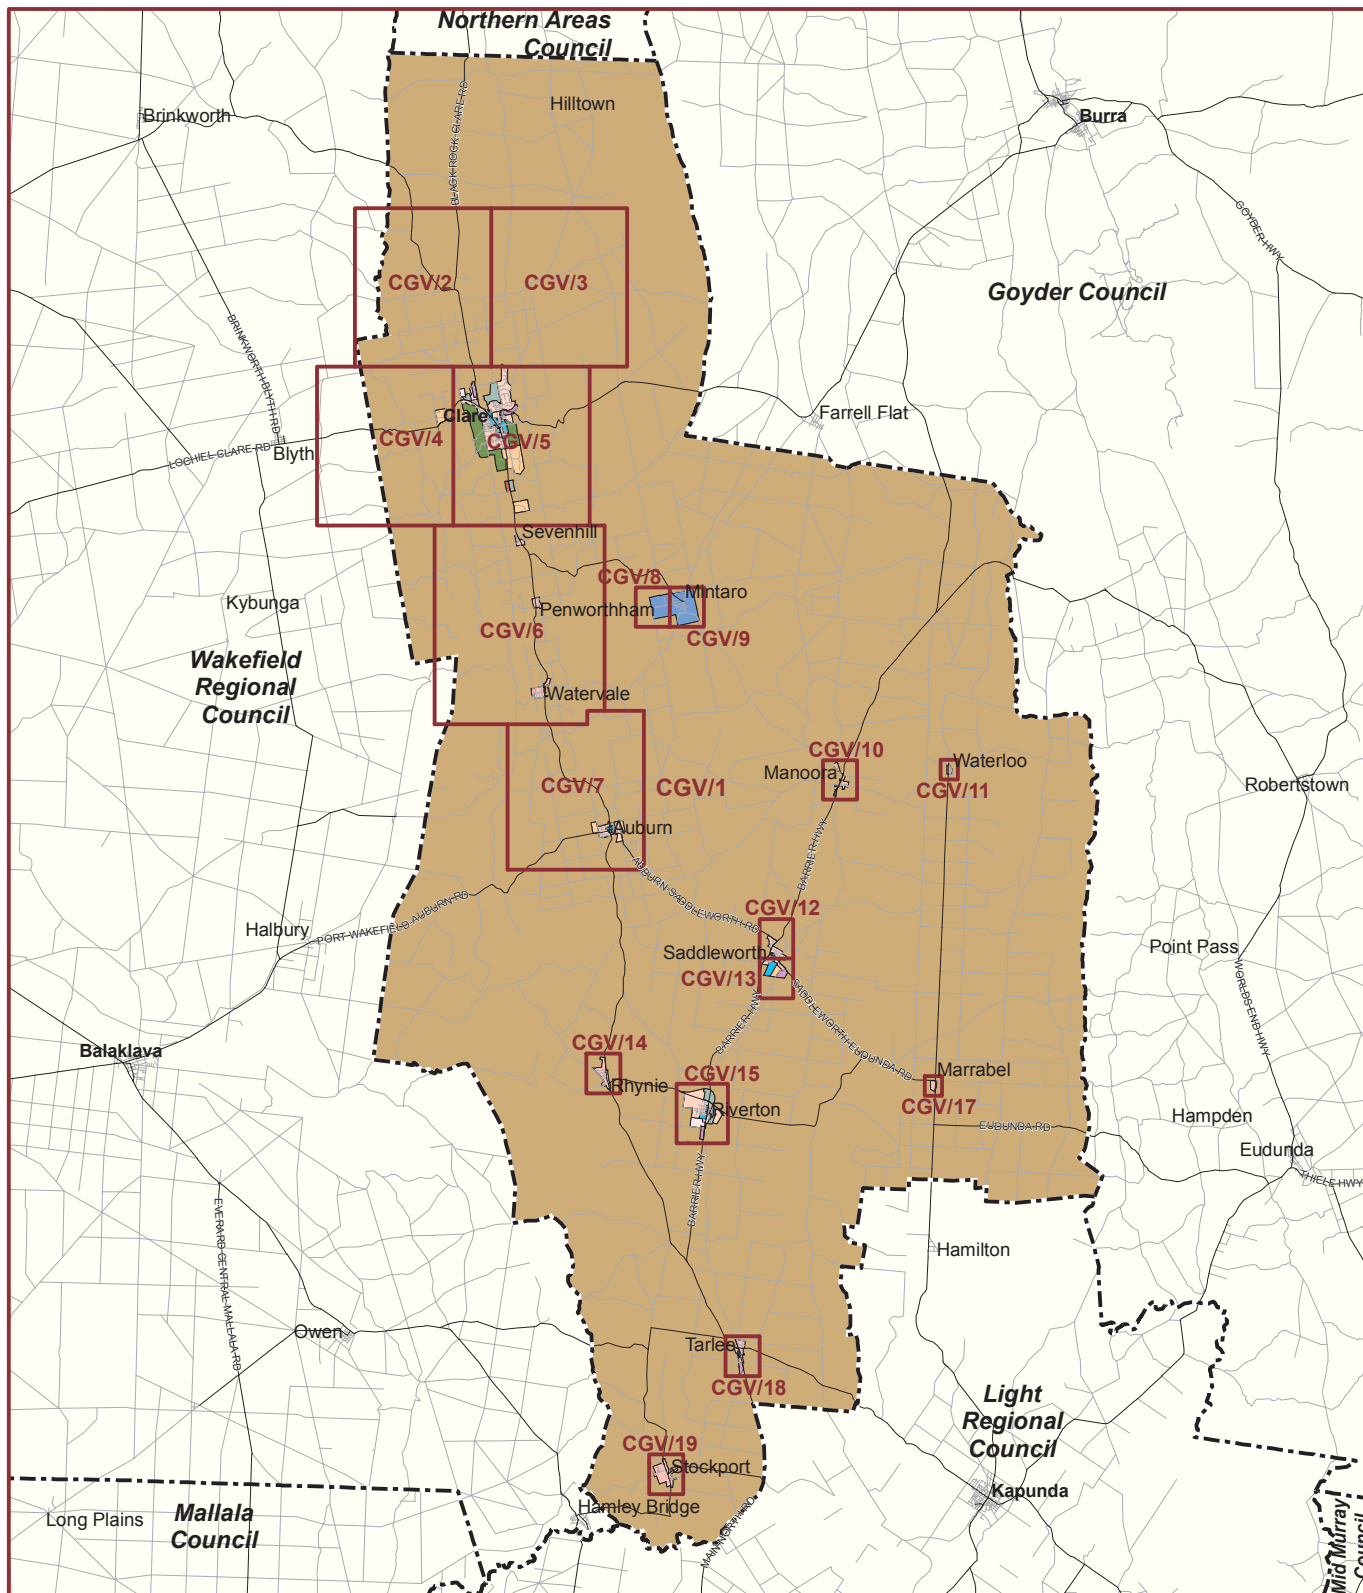 Northern Areas
Council
Hilltown
Brinkworth
Burra
BLACK ROCK CLARE RD
GOYDER HWY
CGV/2
CGV/3
Goyder Council
BRINKWORTH BLYTH RD
Farrell Flat
Clare
CGV/4
CGV/5
LOCHIEL CLARE RD
Blyth
Sevenhill
CGV/8
Mintaro
Kybunga
Penworthham
CGV/6
CGV/9
Wakefield
Regional
Council
Watervale
CGV/10
Waterloo
Manoora
CGV/7
CGV/1
CGV/11
Robertstown
Auburn
BARRIER HWY
AUBURN SADDLEWORTH RD
PORT WAKEFIELD AUBURN RD
CGV/12
Halbury
Saddleworth
Point Pass
CGV/13
WORLDS END HWY
BARRIER HWY
SADDLEWORTH EUDUNDA RD
CGV/14
Balaklava
CGV/15
Marrabel
Rhynie
Riverton
CGV/17
Hampden
EUDUNDA RD
Eudunda
THIELE HWY
BARRIER HWY
EVERARD CENTRAL MALLALA RD
Hamilton
Owen
Tarlee
CGV/18
Light
Regional
Council
CGV/19
Stockport
Kapunda
Hamley Bridge
Long Plains
Mallala
Council
MAIN NORTH RD
Mid Murray
Council